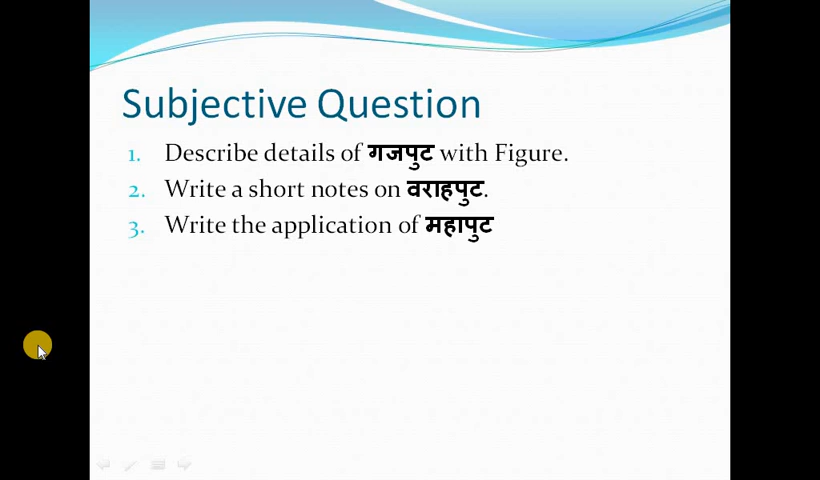 Subjective Question
1. Describe details of गजपुट with Figure.
2. Write a short notes on वराहपुट.
3. Write the application of महापुट